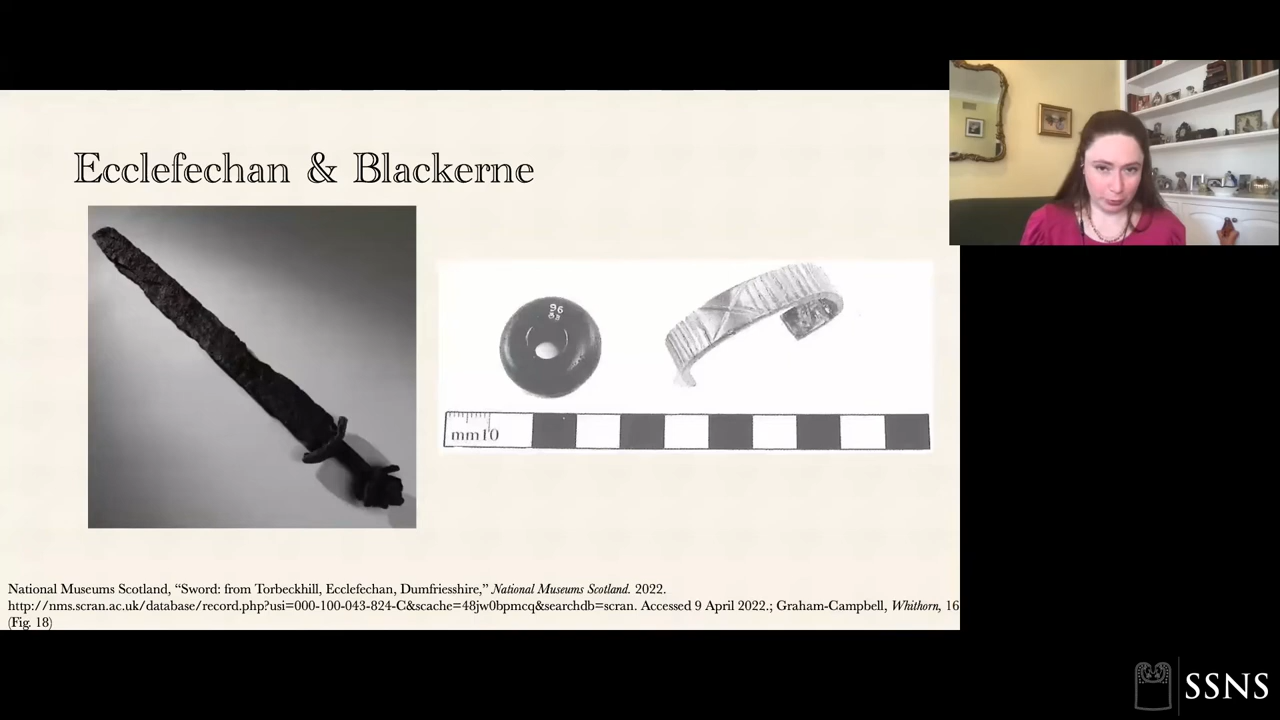 Ecclefechan & Blackerne
96
mm10
National Museums Scotland, “Sword: from Torbeckhill, Ecclefechan, Dumfriesshire,” National Museums Scotland. 2022.
http://nms.scran.ac.uk/database/record.php?usi=000-100-043-824-C&scache=48jw0bpmcq&searchdb=scran. Accessed 9 April 2022.; Graham-Campbell, Whithorn, 16
(Fig. 18)
SSNS